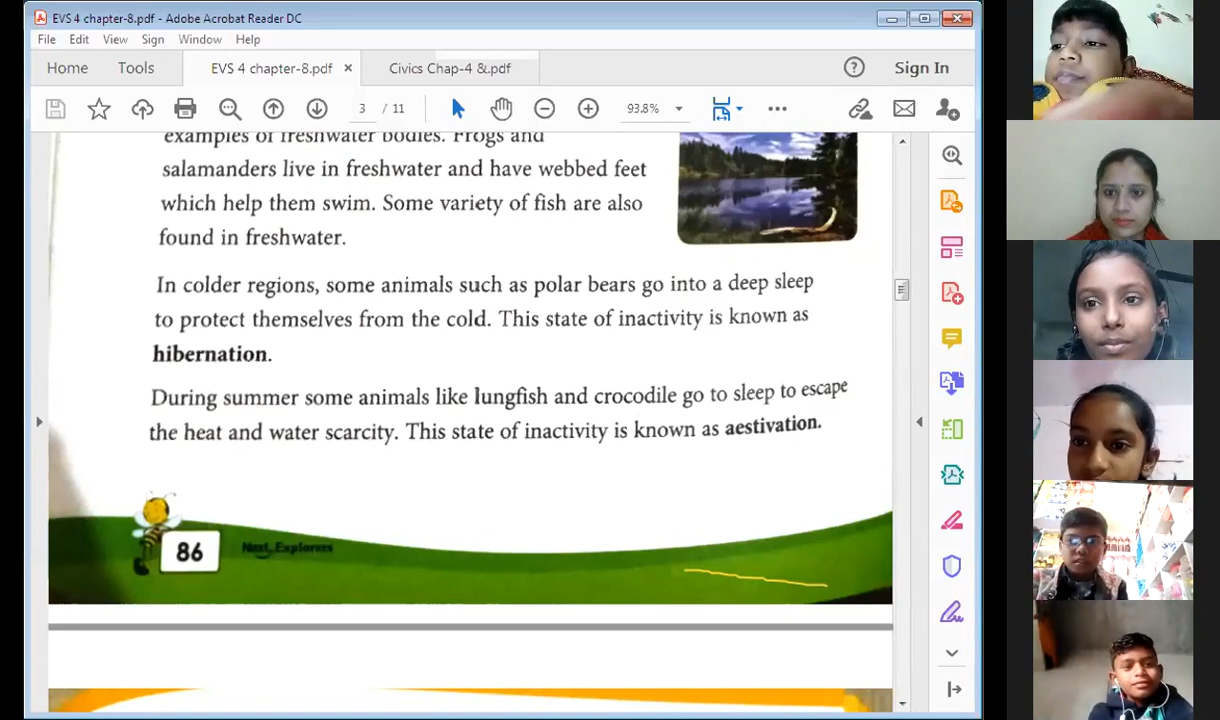 EVS 4 chapter-8.pdf - Adobe Acrobat Reader DC
File Edit View Sign Window Help
Home Tools EVS 4 chapter-8.pdf × Civics Chap-4 &.pdf ? Sign In
3 / 11 93.8%
examples of freshwater bodies. Frogs and
salamanders live in freshwater and have webbed feet
which help them swim. Some variety of fish are also
found in freshwater.
In colder regions, some animals such as polar bears go into a deep sleep
to protect themselves from the cold. This state of inactivity is known as
hibernation.
During summer some animals like lungfish and crocodile go to sleep to escape
the heat and water scarcity. This state of inactivity is known as aestivation.
86 Next Explorers